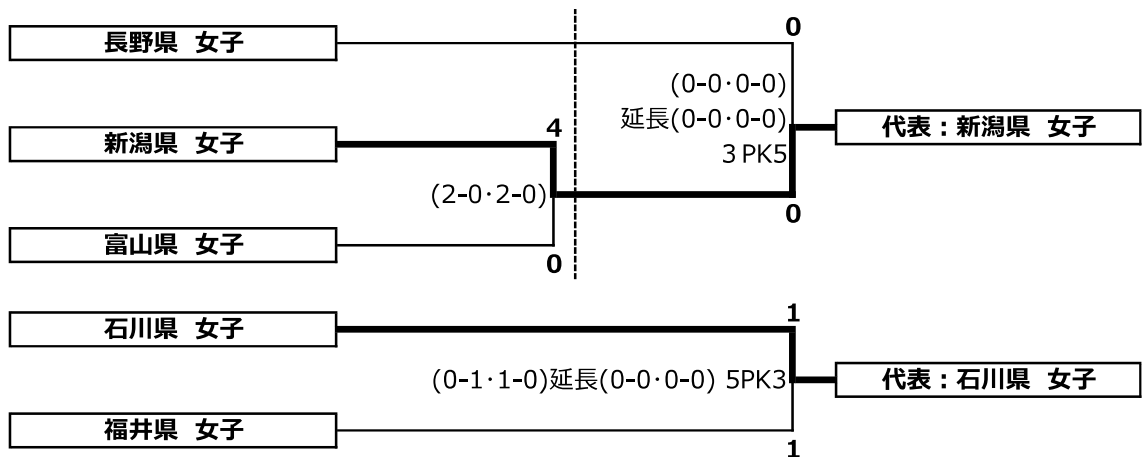 長野県 女子
0
(0-0･0-0)
延長(0-0･0-0)
3 PK5
代表：新潟県 女子
新潟県 女子
4
(2-0･2-0)
0
富山県 女子
0
石川県 女子
1
(0-1･1-0)延長(0-0･0-0) 5PK3
代表：石川県 女子
福井県 女子
1